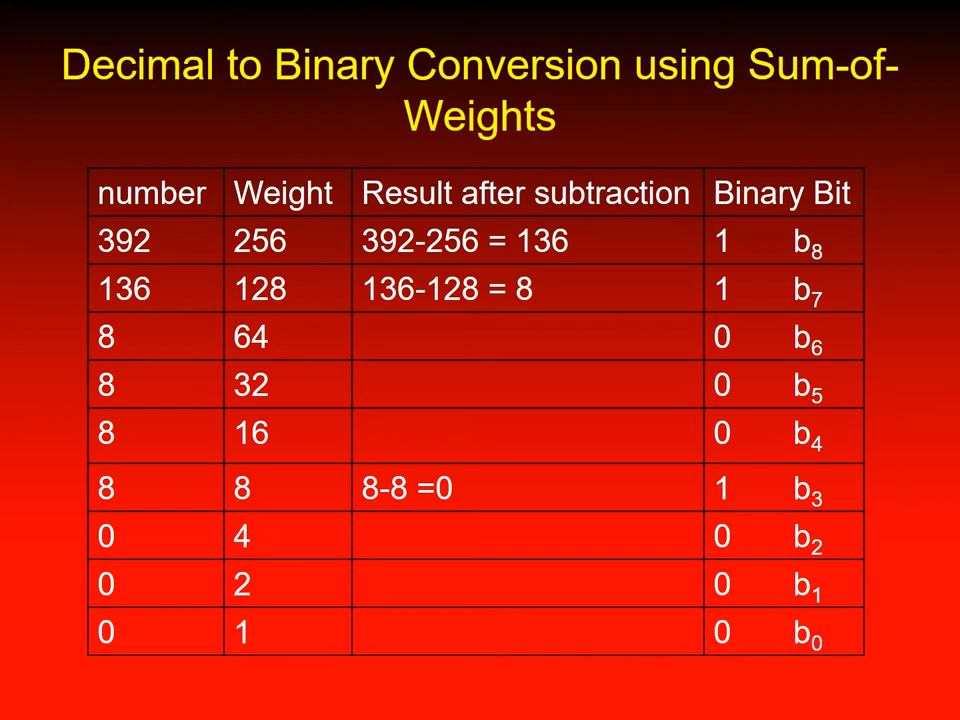 Decimal to Binary Conversion using Sum-of-
Weights
number Weight Result after subtraction Binary Bit
392 256 392-256 = 136 1 b8
136 128 136-128 = 8 1 b7
8 64 0 b6
8 32 0 b5
8 16 0 b4
8 8 8-8 =0 1 b3
0 4 0 b2
0 2 0 b1
0 1 0 b0